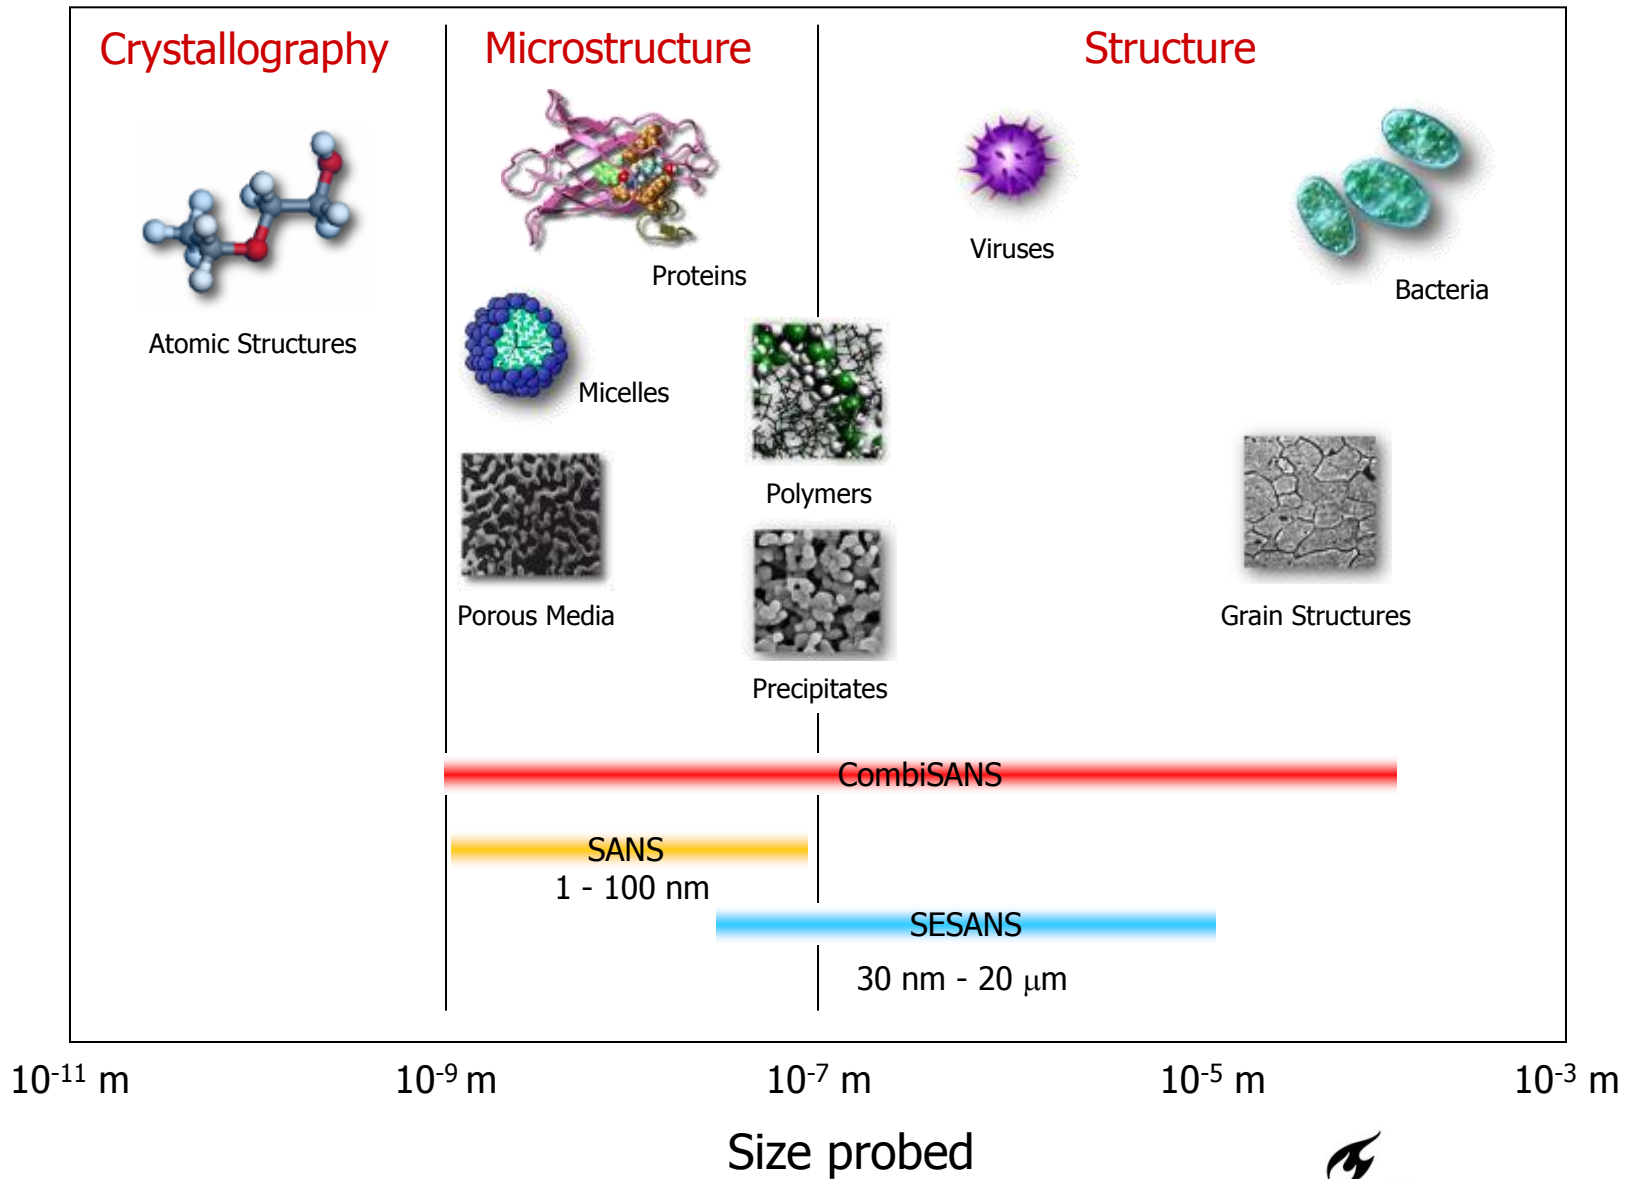 Crystallography
Microstructure
Structure
Proteins
Viruses
Bacteria
Atomic Structures
Micelles
Polymers
Porous Media
Grain Structures
Precipitates
CombiSANS
SANS
1 - 100 nm
SESANS
30 nm - 20 μm
10⁻¹¹ m
10⁻⁹ m
10⁻⁷ m
10⁻⁵ m
10⁻³ m
Size probed